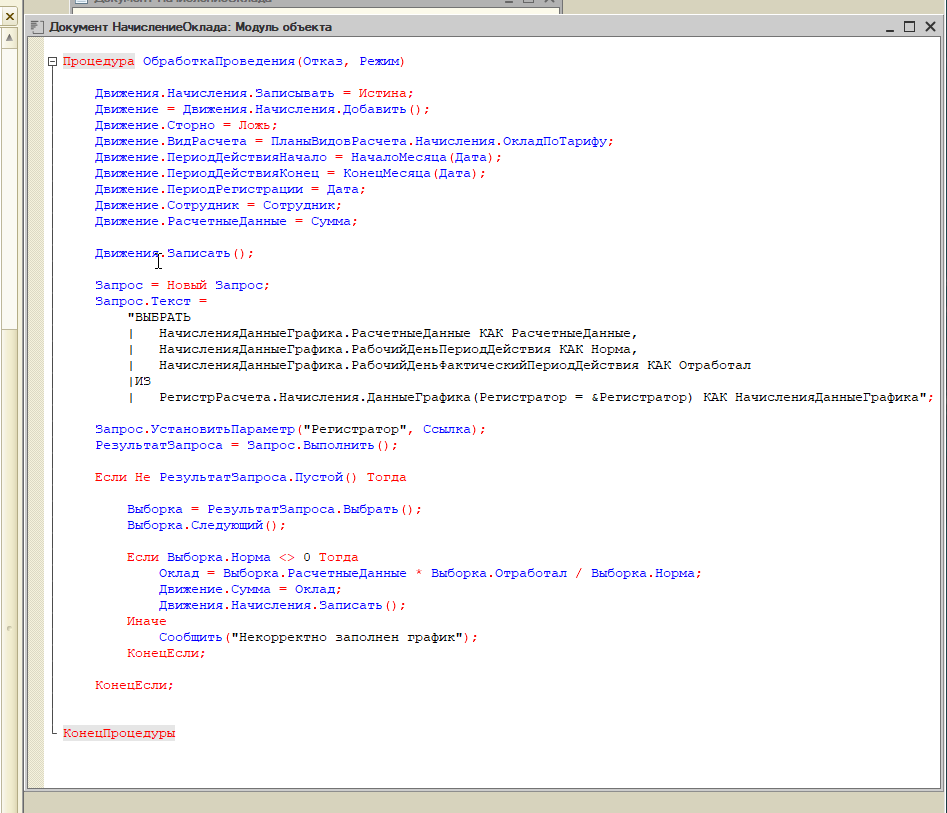 Документ НачислениеОклада
Документ НачислениеОклада: Модуль объекта
Процедура ОбработкаПроведения(Отказ, Режим)
Движения.Начисления.Записывать = Истина;
Движение = Движения.Начисления.Добавить();
Движение.Сторно = Ложь;
Движение.ВидРасчета = ПланыВидовРасчета.Начисления.ОкладПоТарифу;
Движение.ПериодДействияНачало = НачалоМесяца(Дата);
Движение.ПериодДействияКонец = КонецМесяца(Дата);
Движение.ПериодРегистрации = Дата;
Движение.Сотрудник = Сотрудник;
Движение.РасчетныеДанные = Сумма;
Движения.Записать();
Запрос = Новый Запрос;
Запрос.Текст =
"ВЫБРАТЬ
| НачисленияДанныеГрафика.РасчетныеДанные КАК РасчетныеДанные,
| НачисленияДанныеГрафика.РабочийДеньПериодДействия КАК Норма,
| НачисленияДанныеГрафика.РабочийДеньФактическийПериодДействия КАК Отработал
|ИЗ
| РегистрРасчета.Начисления.ДанныеГрафика(Регистратор = &Регистратор) КАК НачисленияДанныеГрафика";
Запрос.УстановитьПараметр("Регистратор", Ссылка);
РезультатЗапроса = Запрос.Выполнить();
Если Не РезультатЗапроса.Пустой() Тогда
Выборка = РезультатЗапроса.Выбрать();
Выборка.Следующий();
Если Выборка.Норма <> 0 Тогда
Оклад = Выборка.РасчетныеДанные * Выборка.Отработал / Выборка.Норма;
Движение.Сумма = Оклад;
Движения.Начисления.Записать();
Иначе
Сообщить("Некорректно заполнен график");
КонецЕсли;
КонецЕсли;
КонецПроцедуры